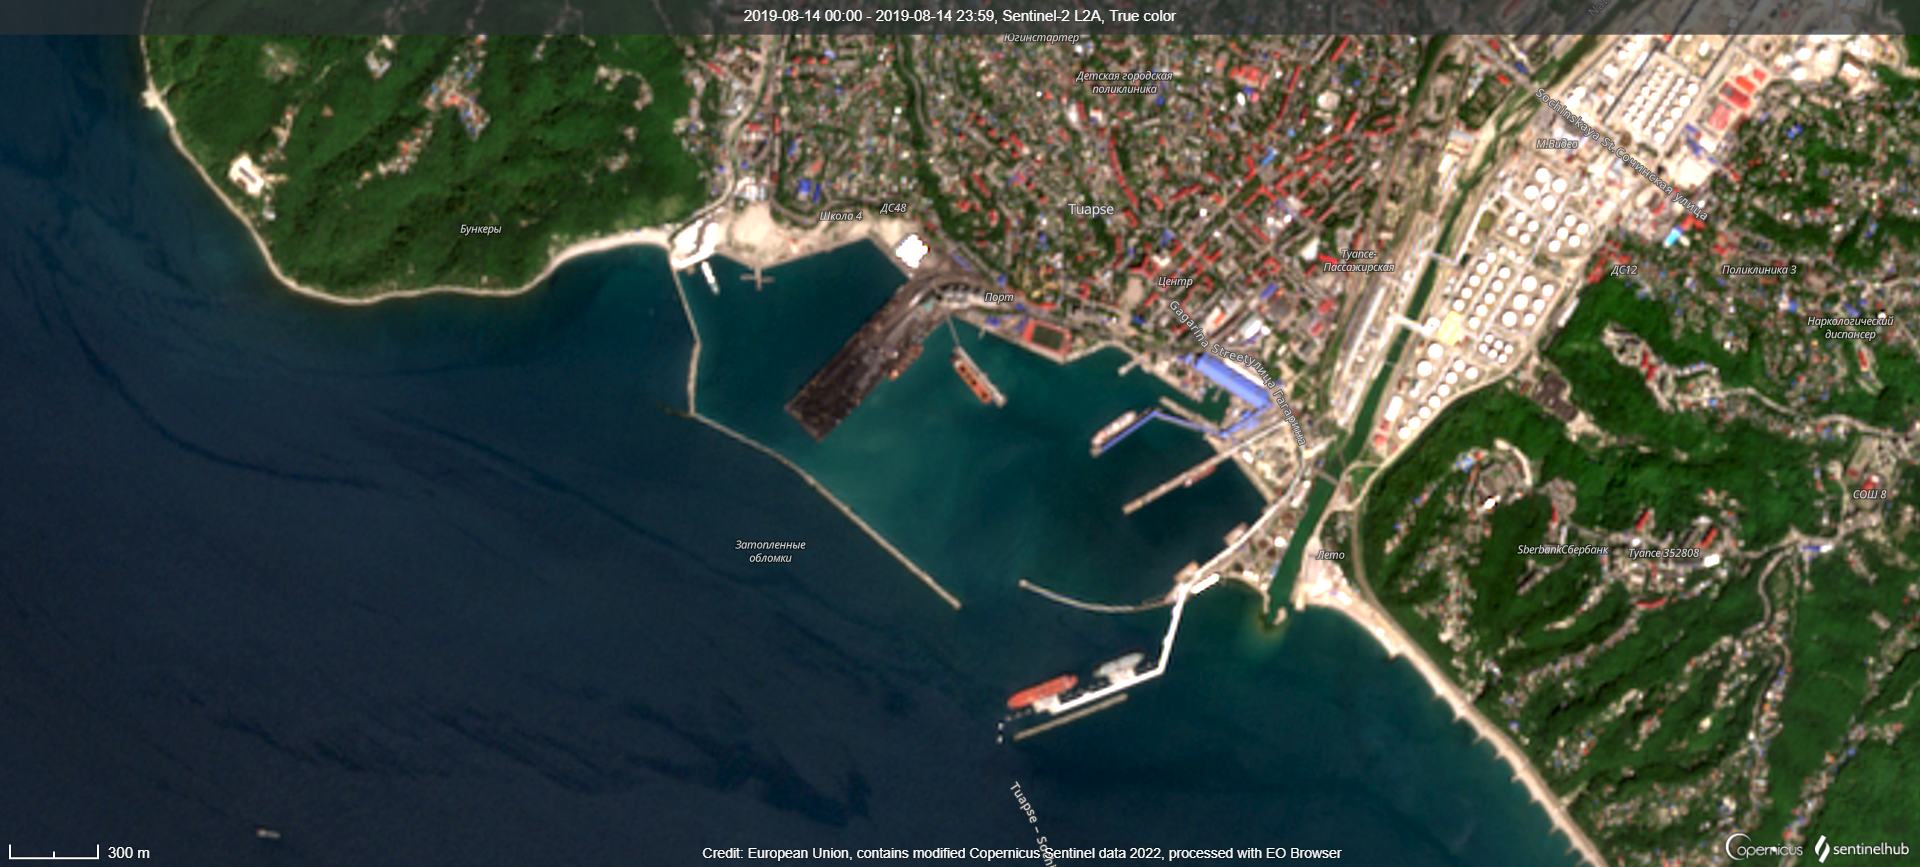 2019-08-14 00:00 - 2019-08-14 23:59, Sentinel-2 L2A, True color
Югинстартер
Детская городская
поликлиника
Sochinskaya St.Сочинская улица
М.Видео
Школа 4
ДС48
Tuapse
Бункеры
Туапсе-
Пассажирская
ДС12
Поликлиника 3
Центр
Порт
Gagarina Streetулица Гагарина
Наркологический
диспансер
СОШ 8
Затопленные
обломки
Лето
SberbankСбербанк
Туапсе 352808
Tuapse – Sochi
300 m
Credit: European Union, contains modified Copernicus Sentinel data 2022, processed with EO Browser
opernicus
sentinelhub